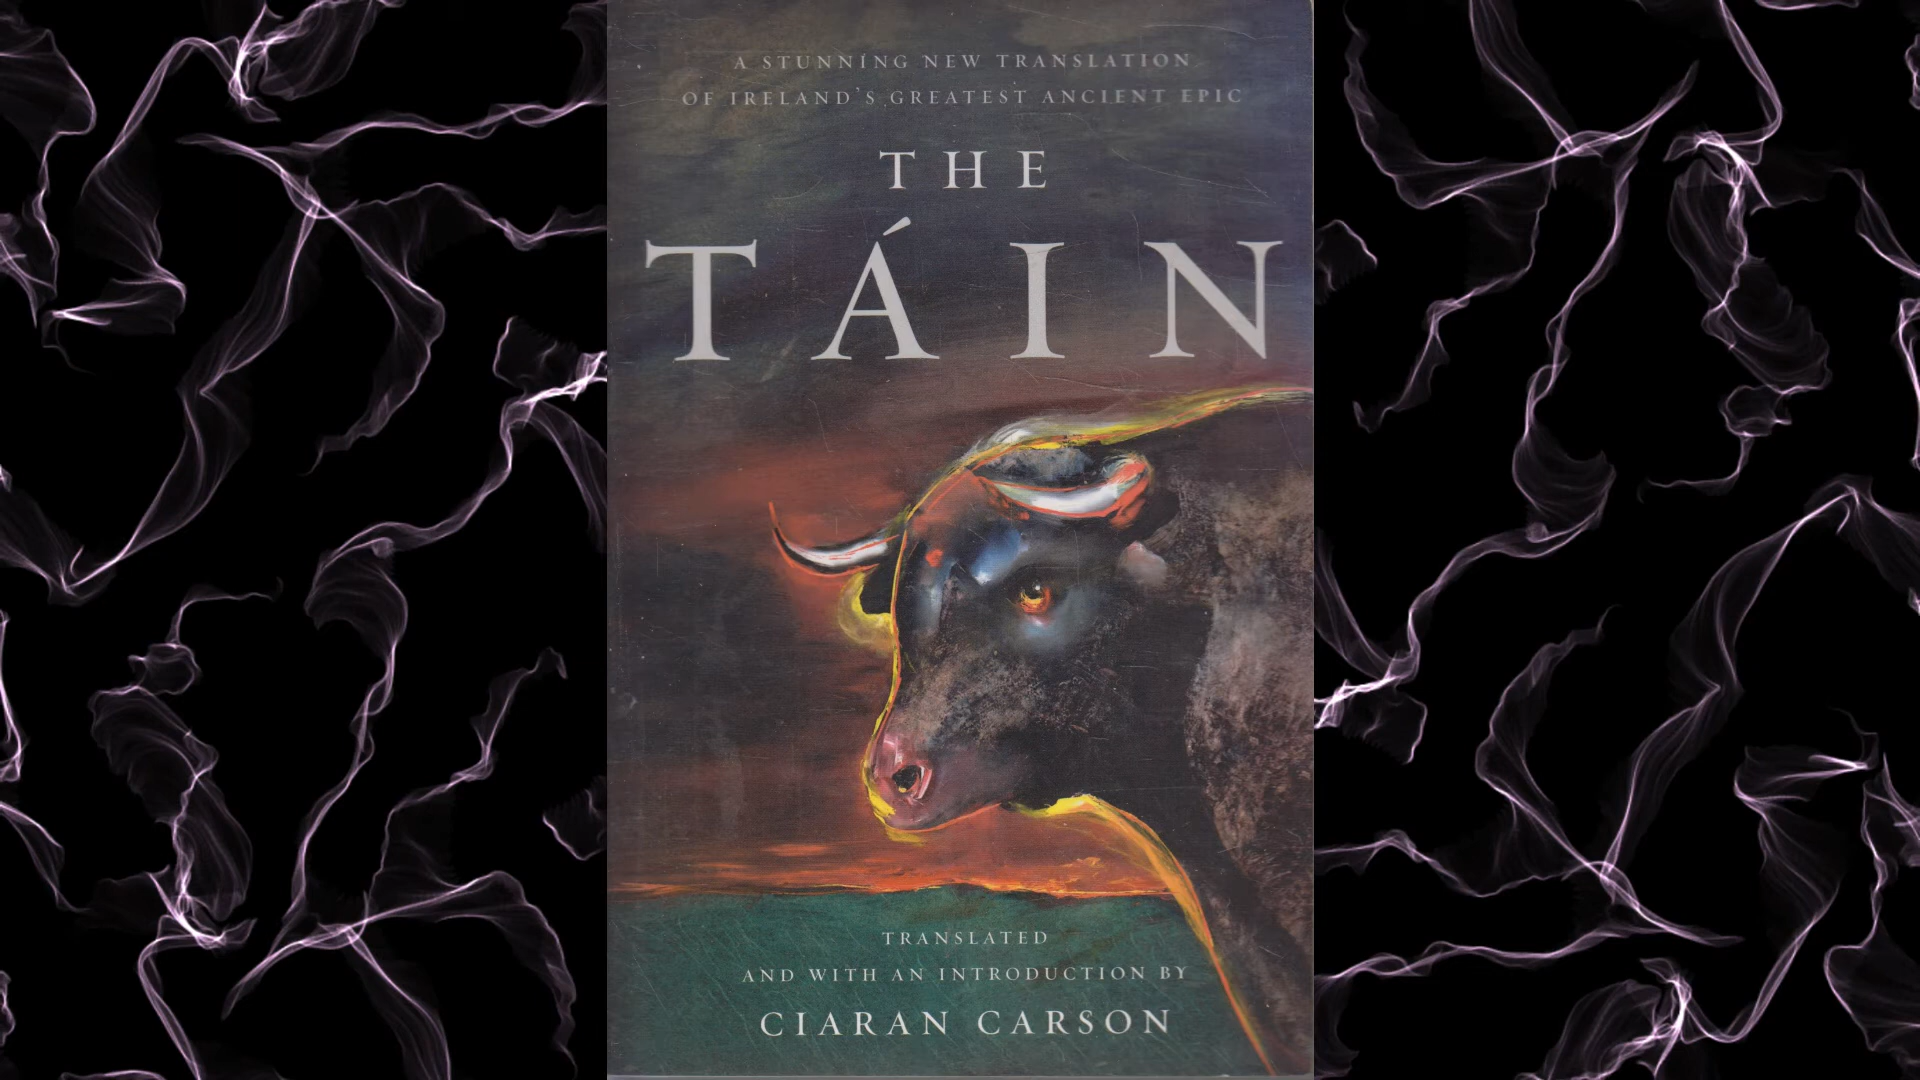 A STUNNING NEW TRANSLATION
OF IRELAND'S GREATEST ANCIENT EPIC
THE
TÁIN
TRANSLATED
AND WITH AN INTRODUCTION BY
CIARAN CARSON